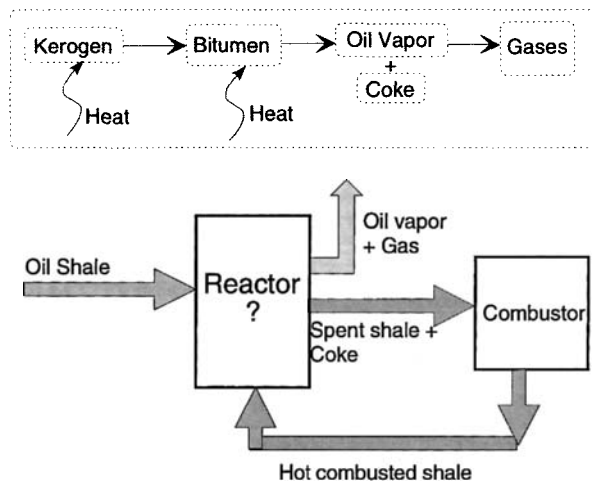 Kerogen
Bitumen
Oil Vapor
+
Coke
Gases
Heat
Heat
Oil Shale
Reactor
?
Oil vapor
+ Gas
Spent shale +
Coke
Combustor
Hot combusted shale